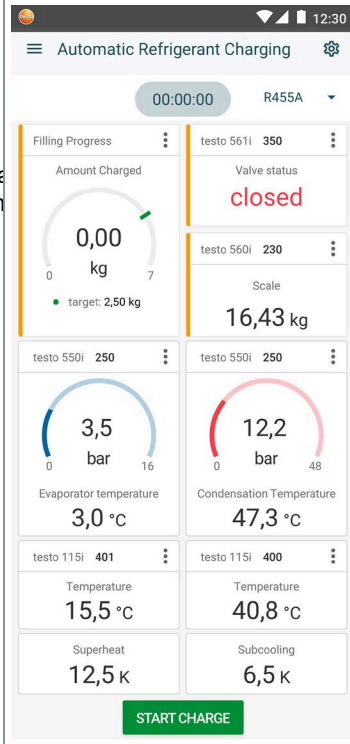 testo
12:30
Automatic Refrigerant Charging
00:00:00
R455A
Filling Progress
Amount Charged
0,00
kg
0
7
target: 2,50 kg
testo 561i 350
Valve status
closed
testo 560i 230
Scale
16,43 kg
testo 550i 250
3,5
bar
0
16
Evaporator temperature
3,0 °C
testo 550i 250
12,2
bar
0
48
Condensation Temperature
47,3 °C
testo 115i 401
Temperature
15,5 °C
testo 115i 400
Temperature
40,8 °C
Superheat
12,5 K
Subcooling
6,5 K
START CHARGE